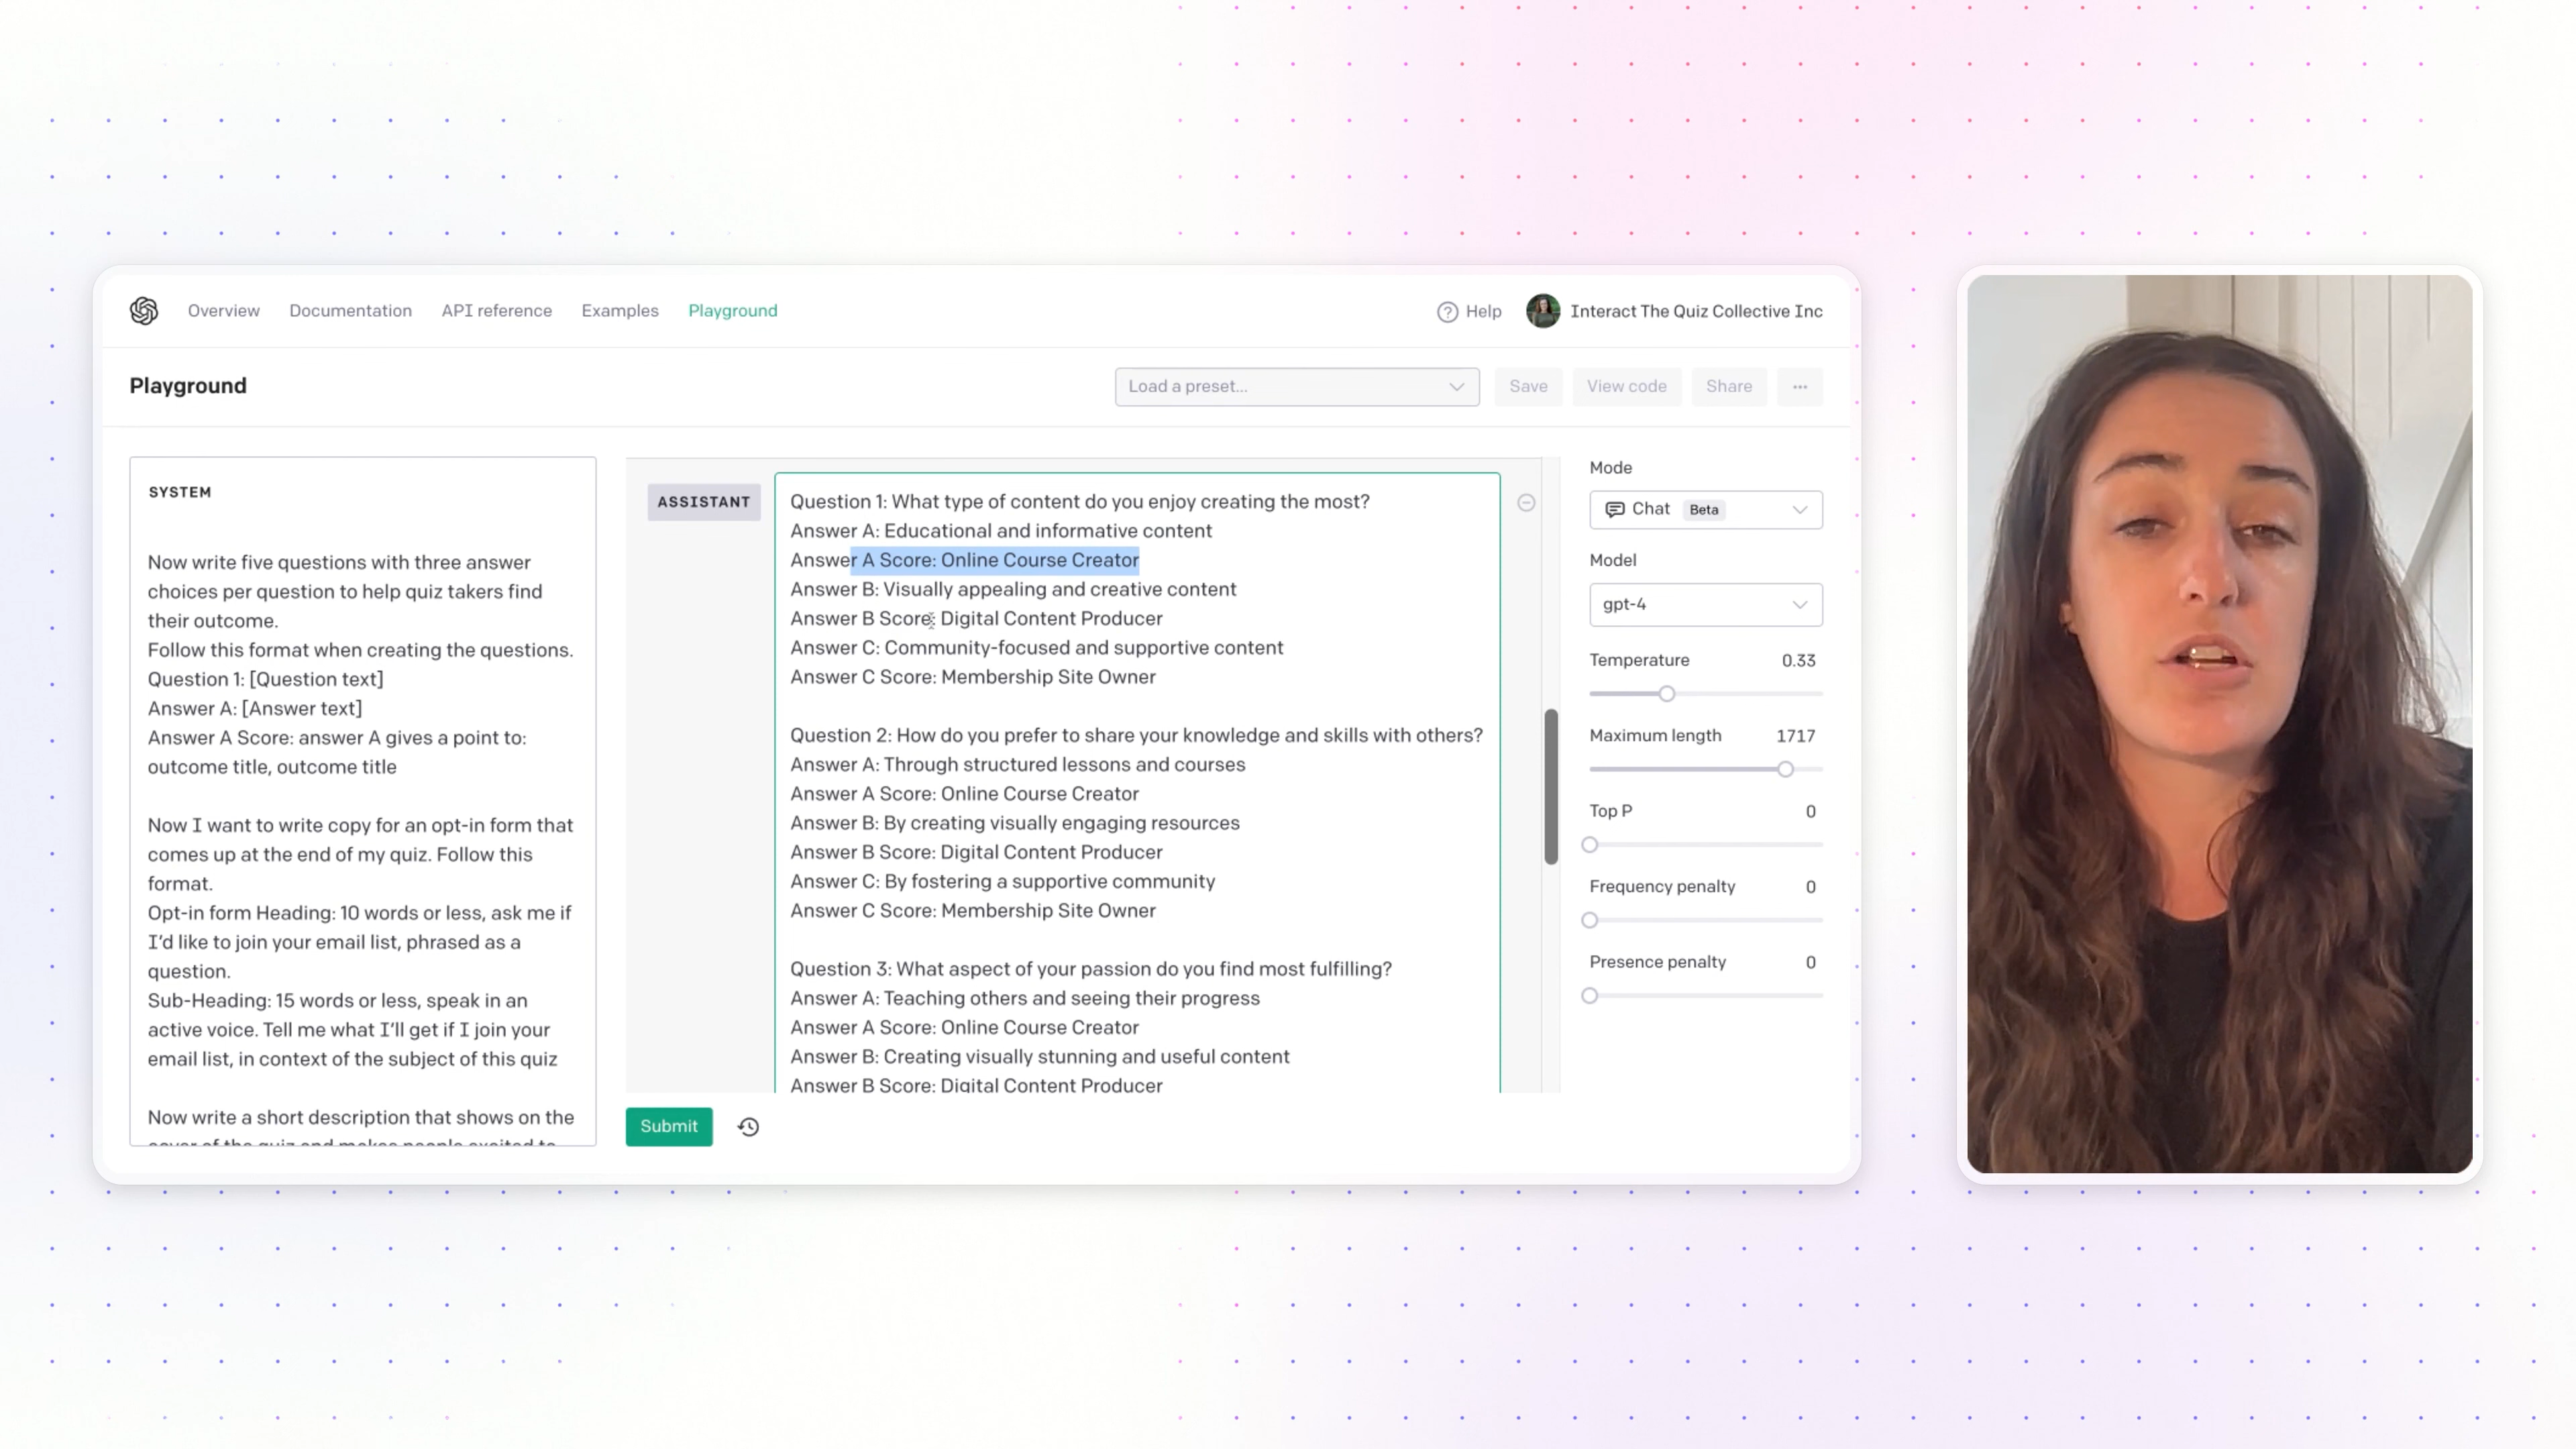 Overview Documentation API reference Examples Playground Help Interact The Quiz Collective Inc
Playground
Load a preset... Save View code Share ...
SYSTEM
Now write five questions with three answer
choices per question to help quiz takers find
their outcome.
Follow this format when creating the questions.
Question 1: [Question text]
Answer A: [Answer text]
Answer A Score: answer A gives a point to:
outcome title, outcome title
Now I want to write copy for an opt-in form that
comes up at the end of my quiz. Follow this
format.
Opt-in form Heading: 10 words or less, ask me if
I'd like to join your email list, phrased as a
question.
Sub-Heading: 15 words or less, speak in an
active voice. Tell me what I'll get if I join your
email list, in context of the subject of this quiz
Now write a short description that shows on the
cover of the quiz and makes people excited to
ASSISTANT
Question 1: What type of content do you enjoy creating the most?
Answer A: Educational and informative content
Answer A Score: Online Course Creator
Answer B: Visually appealing and creative content
Answer B Score: Digital Content Producer
Answer C: Community-focused and supportive content
Answer C Score: Membership Site Owner
Question 2: How do you prefer to share your knowledge and skills with others?
Answer A: Through structured lessons and courses
Answer A Score: Online Course Creator
Answer B: By creating visually engaging resources
Answer B Score: Digital Content Producer
Answer C: By fostering a supportive community
Answer C Score: Membership Site Owner
Question 3: What aspect of your passion do you find most fulfilling?
Answer A: Teaching others and seeing their progress
Answer A Score: Online Course Creator
Answer B: Creating visually stunning and useful content
Answer B Score: Digital Content Producer
Submit
Mode
Chat Beta
Model
gpt-4
Temperature 0.33
Maximum length 1717
Top P 0
Frequency penalty 0
Presence penalty 0